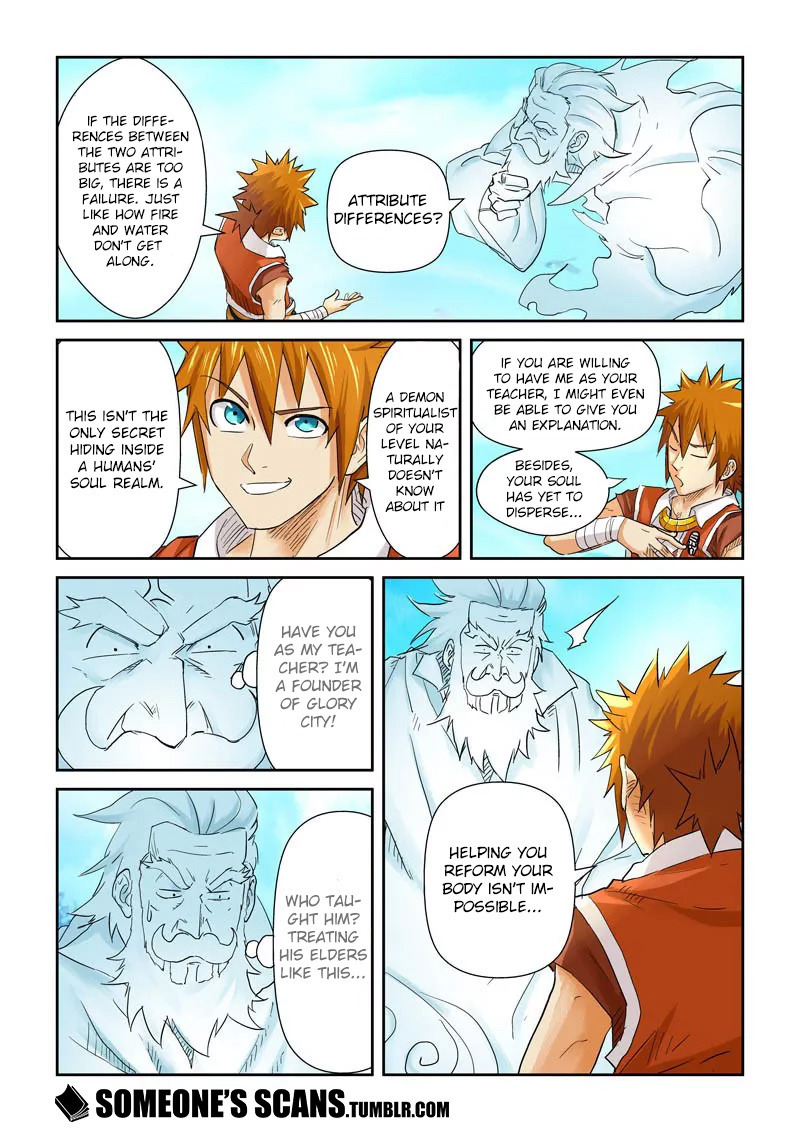 IF THE DIFFE-
RENCES BETWEEN
THE TWO ATTRI-
BUTES ARE TOO
BIG, THERE IS A
FAILURE. JUST
LIKE HOW FIRE
AND WATER
DON'T GET
ALONG.
ATTRIBUTE
DIFFERENCES?
THIS ISN'T THE
ONLY SECRET
HIDING INSIDE
A HUMANS'
SOUL REALM.
A DEMON
SPIRITUALIST
OF YOUR
LEVEL NA-
TURALLY
DOESN'T
KNOW
ABOUT IT
IF YOU ARE WILLING
TO HAVE ME AS YOUR
TEACHER, I MIGHT EVEN
BE ABLE TO GIVE YOU
AN EXPLANATION.
BESIDES,
YOUR SOUL
HAS YET TO
DISPERSE...
HAVE YOU
AS MY TEA-
CHER? I'M
A FOUNDER
OF GLORY
CITY!
WHO TAU-
GHT HIM?
TREATING
HIS ELDERS
LIKE THIS...
HELPING YOU
REFORM YOUR
BODY ISN'T IM-
POSSIBLE...
SOMEONE'S SCANS.TUMBLR.COM